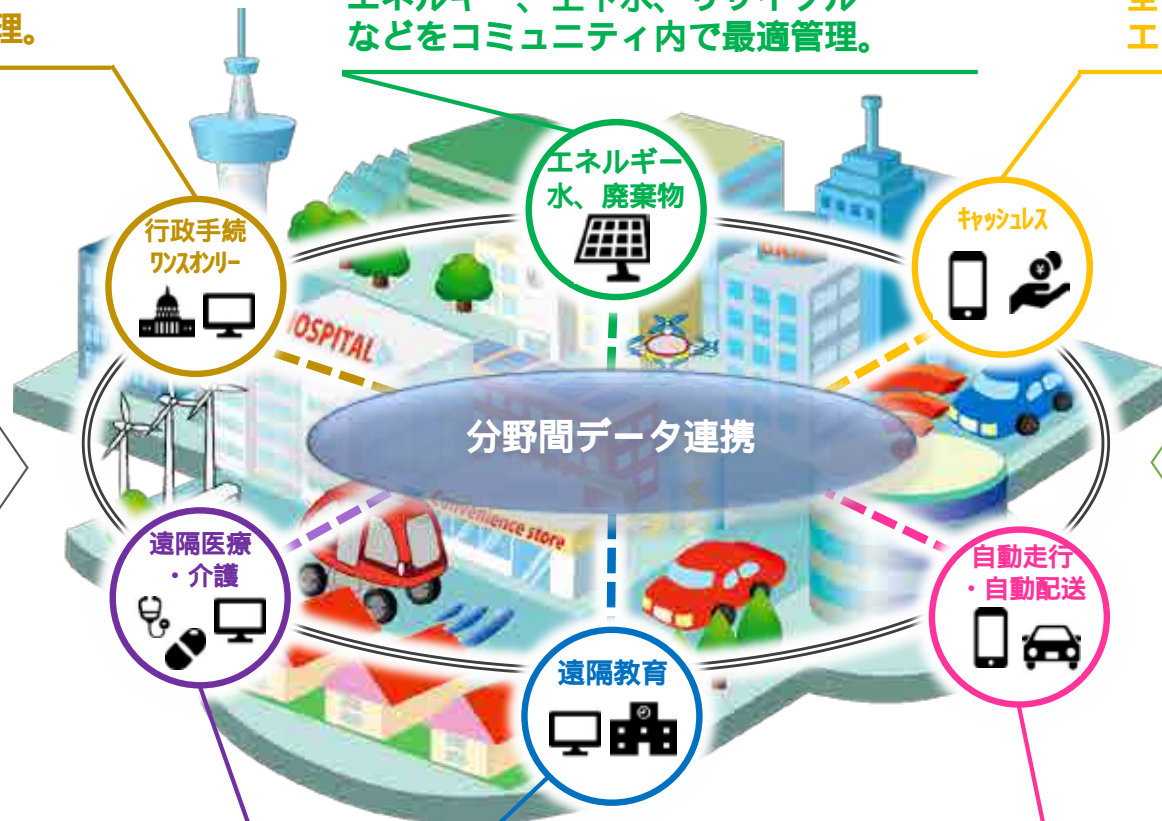 理。
などをコミュニティ内で最適管理。
エネルギー
水、廃棄物
行政手続
ワンスオンリー
キャッシュレス
HOSPITAL
分野間データ連携
Convenience store
遠隔医療
・介護
自動走行
・自動配送
遠隔教育